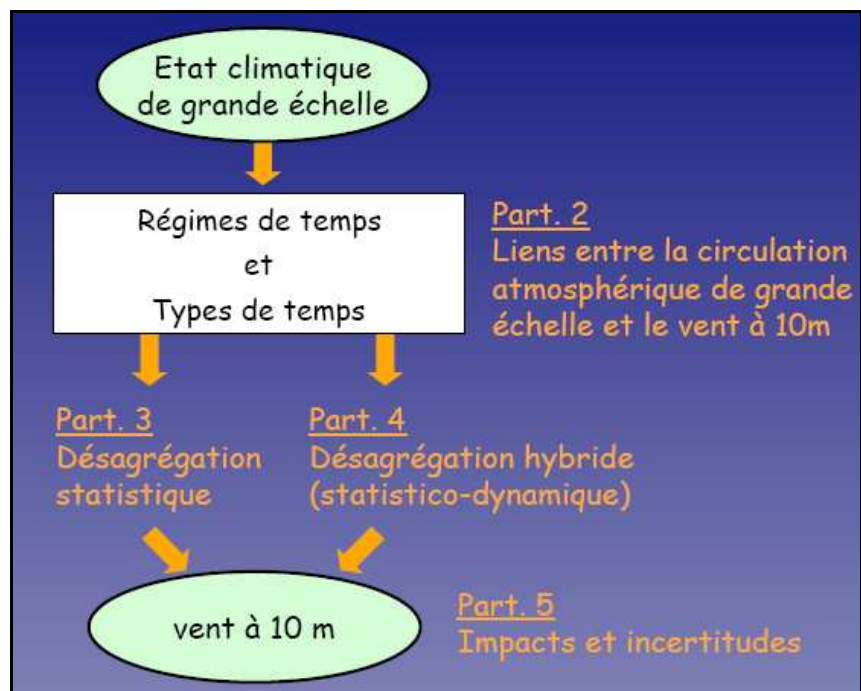 Etat climatique
de grande échelle
Régimes de temps
et
Types de temps
Part. 2
Liens entre la circulation
atmosphérique de grande
échelle et le vent à 10m
Part. 3
Désagrégation
statistique
Part. 4
Désagrégation hybride
(statistico-dynamique)
vent à 10 m
Part. 5
Impacts et incertitudes